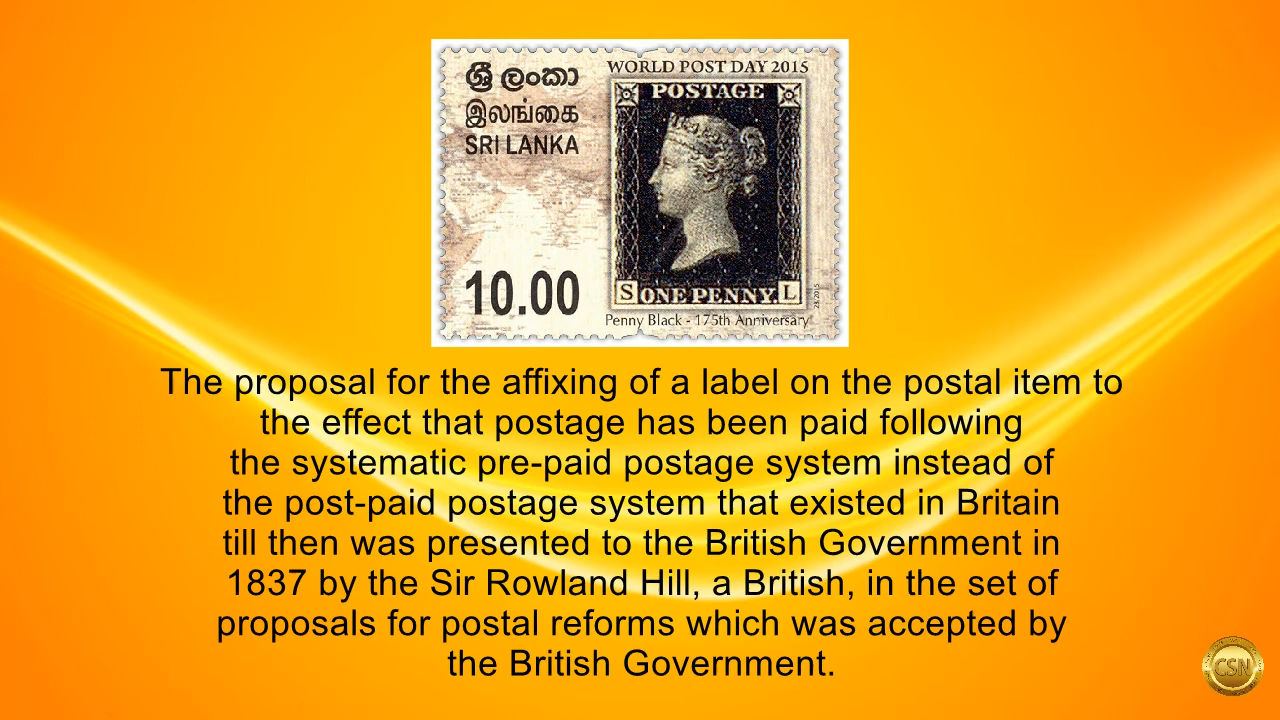 ශ්‍රී ලංකා
இலங்கை
SRI LANKA
10.00
WORLD POST DAY 2015
POSTAGE
S ONE PENNY. L
Penny Black - 175th Anniversary
The proposal for the affixing of a label on the postal item to
the effect that postage has been paid following
the systematic pre-paid postage system instead of
the post-paid postage system that existed in Britain
till then was presented to the British Government in
1837 by the Sir Rowland Hill, a British, in the set of
proposals for postal reforms which was accepted by
the British Government.
CSN